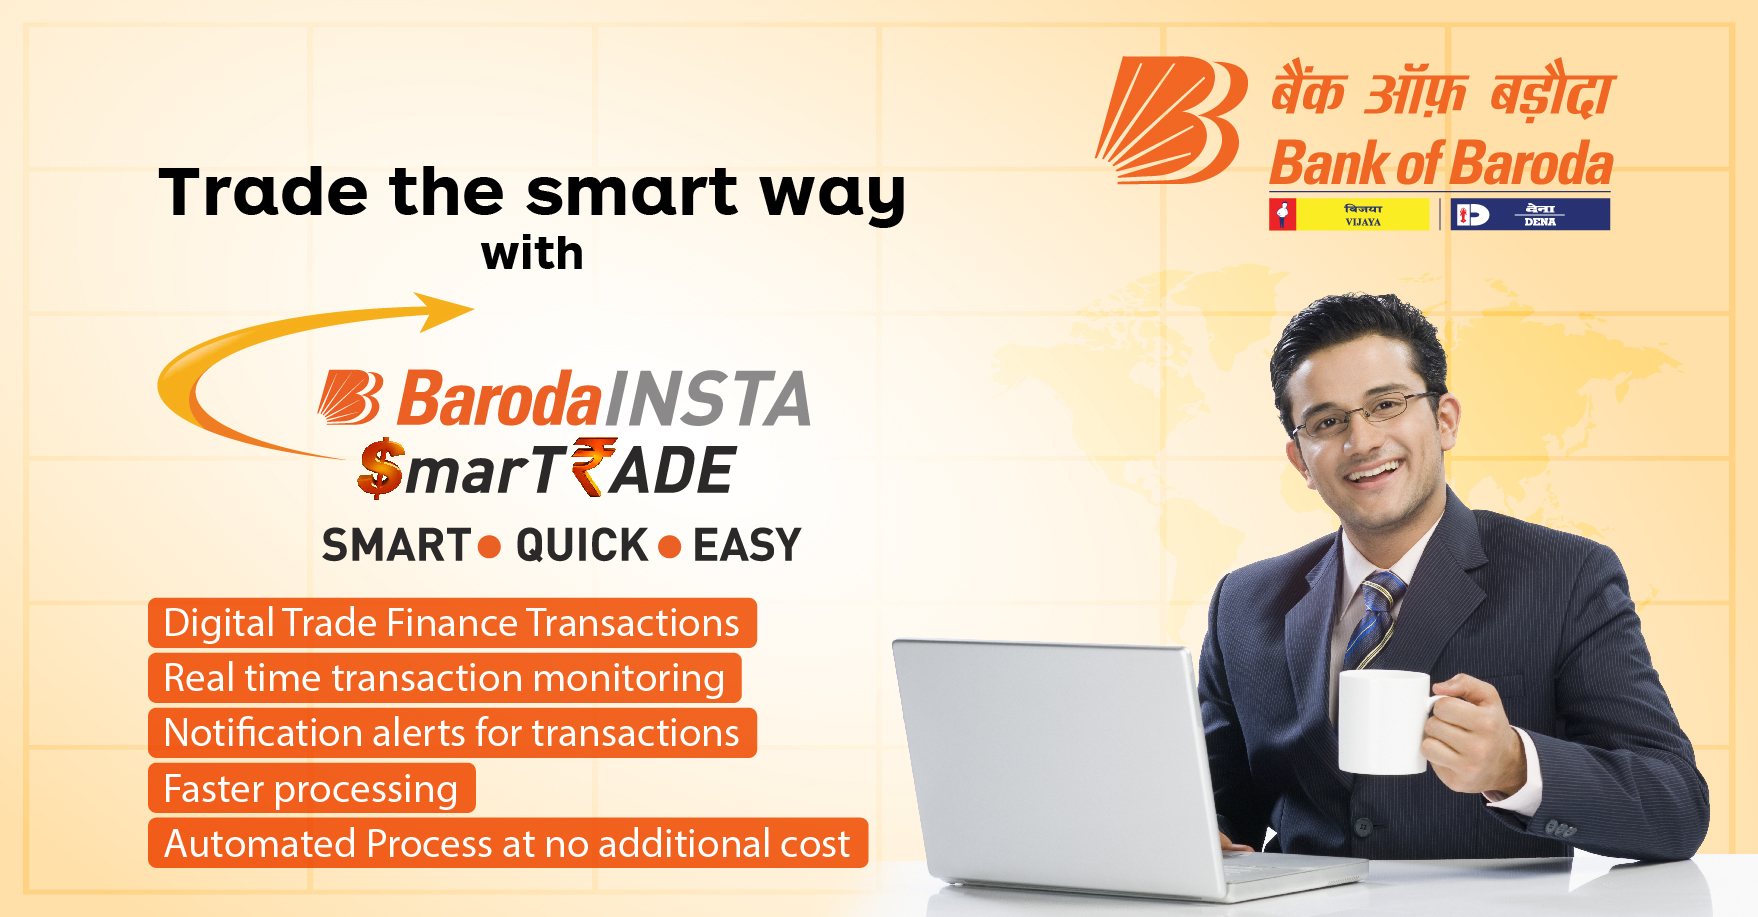 Trade the smart way
with
BarodaINSTA
$marT₹ADE
SMART • QUICK • EASY
Digital Trade Finance Transactions
Real time transaction monitoring
Notification alerts for transactions
Faster processing
Automated Process at no additional cost
बैंक ऑफ़ बड़ौदा
Bank of Baroda
विजया
VIJAYA
देना
DENA